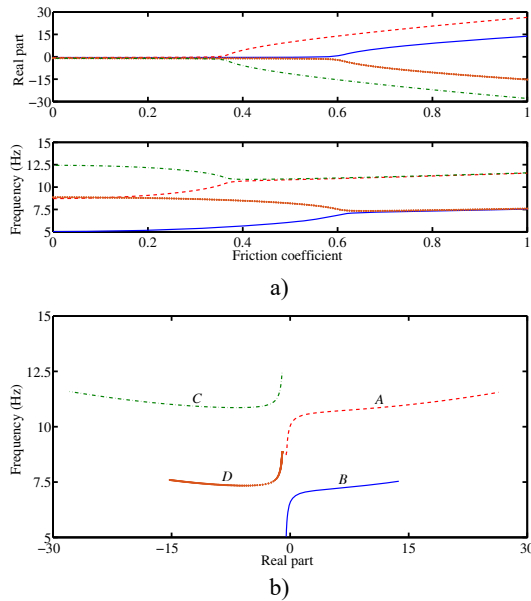 30
15
0
−15
−30
Real part
0 0.2 0.4 0.6 0.8 1
15
12.5
10
7.5
5
Frequency (Hz)
0 0.2 0.4 0.6 0.8 1
Friction coefficient
a)
15
12.5
10
7.5
5
Frequency (Hz)
C
A
D
B
−30 −15 0 15 30
Real part
b)